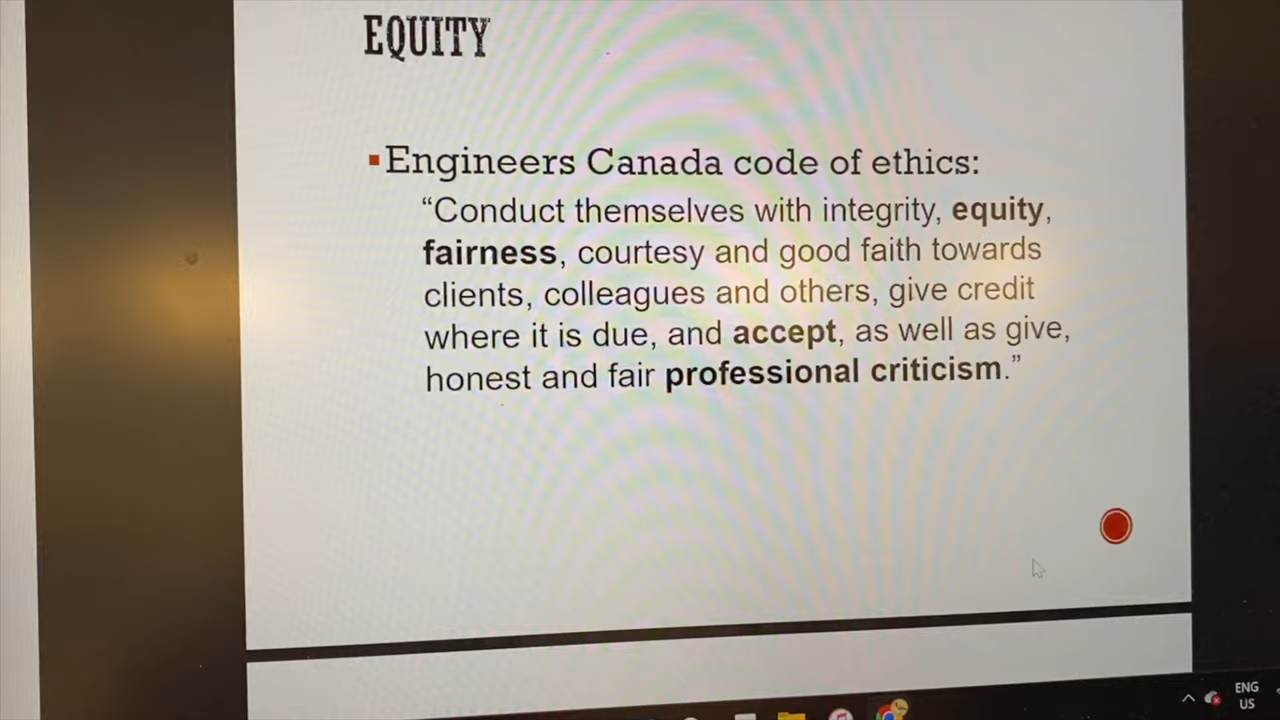 EQUITY
Engineers Canada code of ethics:
“Conduct themselves with integrity, equity,
fairness, courtesy and good faith towards
clients, colleagues and others, give credit
where it is due, and accept, as well as give,
honest and fair professional criticism.”
ENG
US